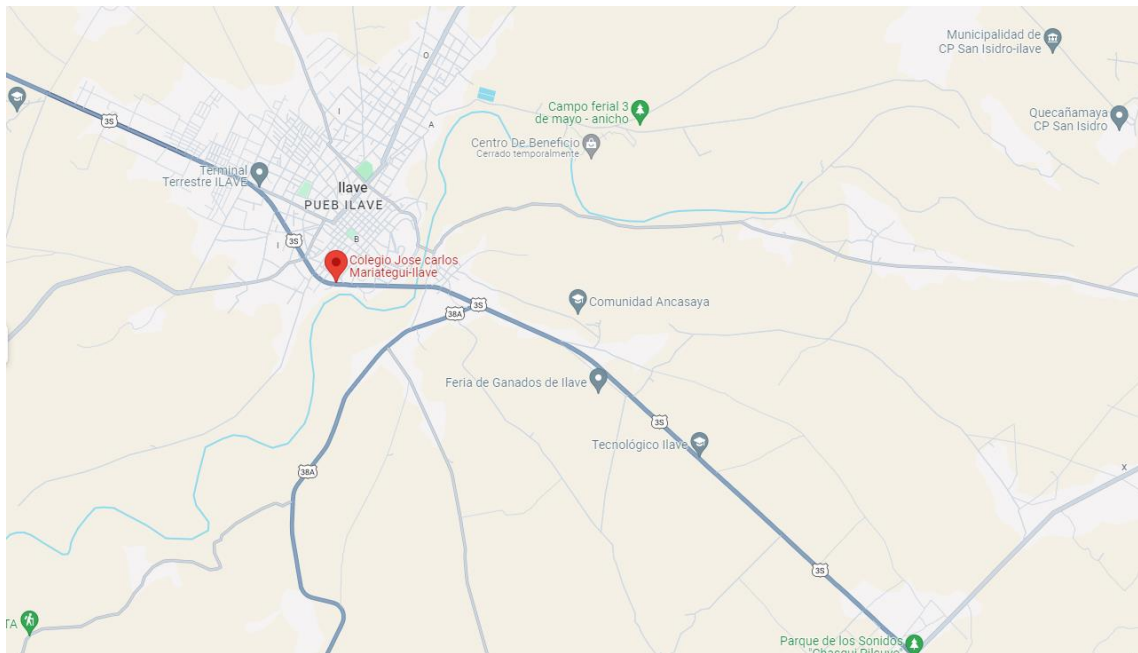 Municipalidad de
CP San Isidro-ilave
O
Campo ferial 3
de mayo - anicho
Quecañamaya
CP San Isidro
3S
I
A
Centro De Beneficio
Cerrado temporalmente
Terminal
Terrestre ILAVE
Ilave
PUEB ILAVE
I
3S
B
Colegio Jose carlos
Mariategui-Ilave
3S
38A
Comunidad Ancasaya
Feria de Ganados de Ilave
3S
Tecnológico Ilave
38A
X
3S
TA
Parque de los Sonidos